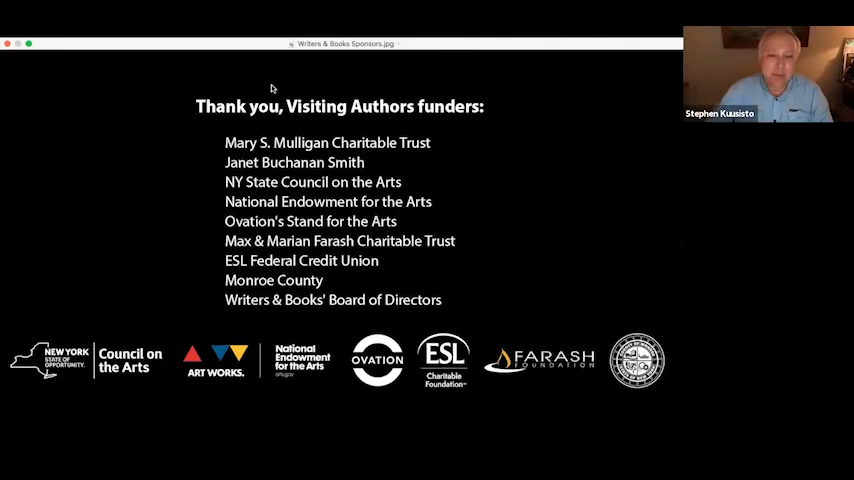 Writers & Books Sponsors.jpg
Thank you, Visiting Authors funders:
Mary S. Mulligan Charitable Trust
Janet Buchanan Smith
NY State Council on the Arts
National Endowment for the Arts
Ovation's Stand for the Arts
Max & Marian Farash Charitable Trust
ESL Federal Credit Union
Monroe County
Writers & Books' Board of Directors
NEW YORK
STATE OF
OPPORTUNITY.
Council on
the Arts
ART WORKS.
National
Endowment
for the Arts
arts.gov
OVATION
ESL
Charitable
Foundation
FARASH
FOUNDATION
Stephen Kuusisto